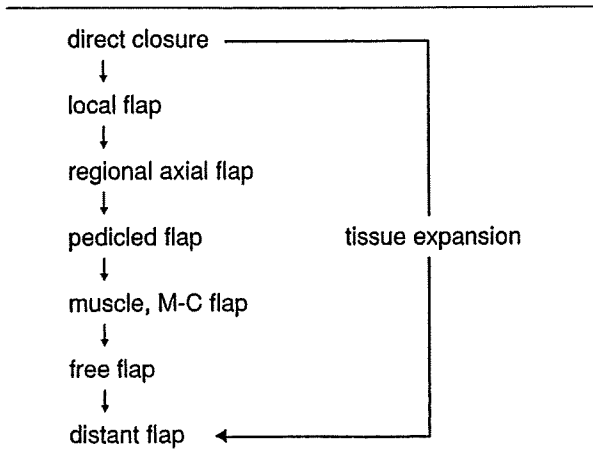 direct closure
local flap
regional axial flap
pedicled flap
tissue expansion
muscle, M-C flap
free flap
distant flap